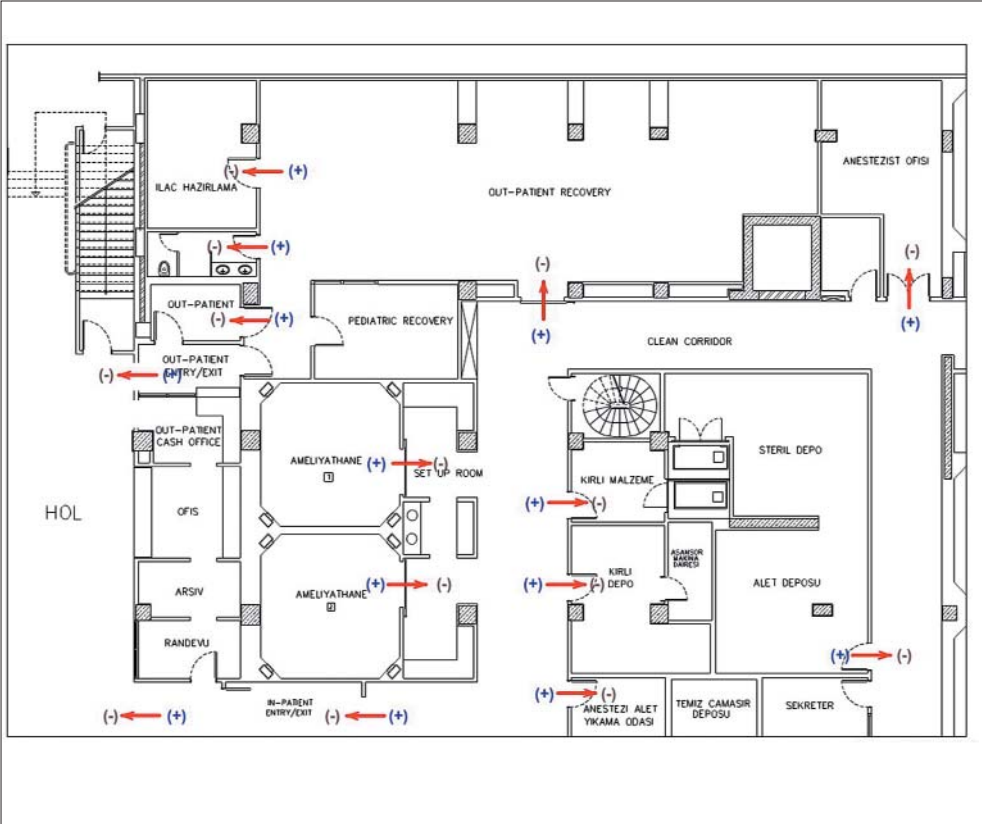 ANESTEZIST OFISI
(-) (+)
ILAC HAZIRLAMA
OUT-PATIENT RECOVERY
(-) (+)
(-)
(-)
OUT-PATIENT
(-) (+)
PEDIATRIC RECOVERY
(+)
(+)
CLEAN CORRIDOR
OUT-PATIENT
ENTRY/EXIT
(-) (+)
OUT-PATIENT
CASH OFFICE
AMELIYATHANE
1
(+) (-)
SET UP ROOM
STERIL DEPO
KIRLI MALZEME
(+) (-)
HOL
OFIS
ASANSOR
MAKINA
DAIRESI
KIRLI
DEPO
(+) (-)
ALET DEPOSU
ARSIV
AMELIYATHANE
2
(+) (-)
RANDEVU
(+) (-)
(+) (-)
IN-PATIENT
ENTRY/EXIT
(-) (+)
(-) (+)
ANESTEZI ALET
YIKAMA ODASI
TEMIZ CAMASIR
DEPOSU
SEKRETER